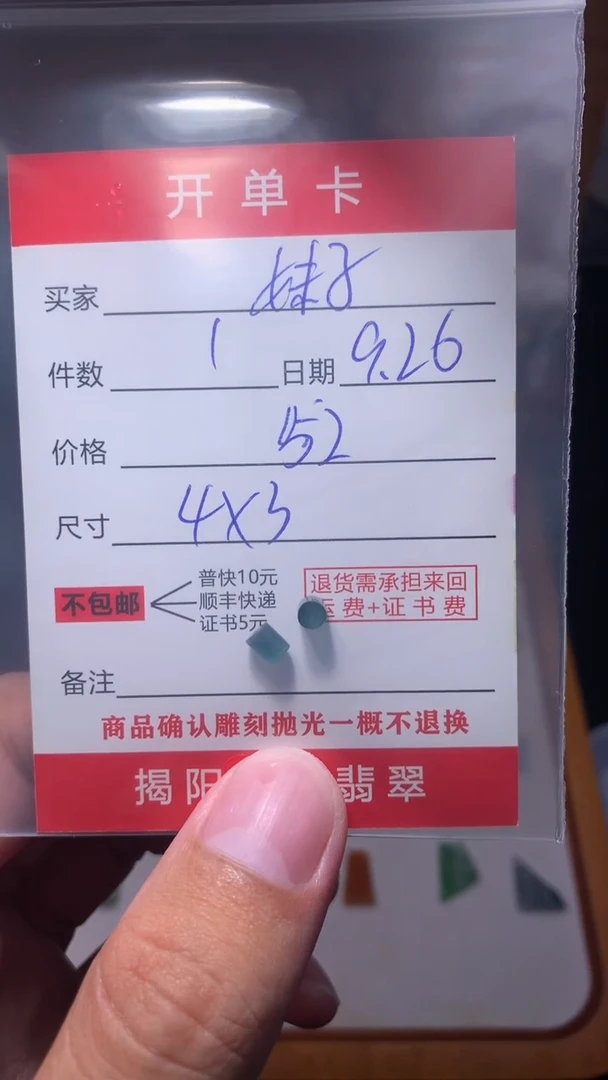 开单卡
买家 妹子
件数 1 日期 9.26
价格 52
尺寸 4X3
不包邮
普快10元
顺丰快递
证书5元
退货需承担来回
费+证书费
备注
商品确认雕刻抛光一概不退换
揭阳 翡翠